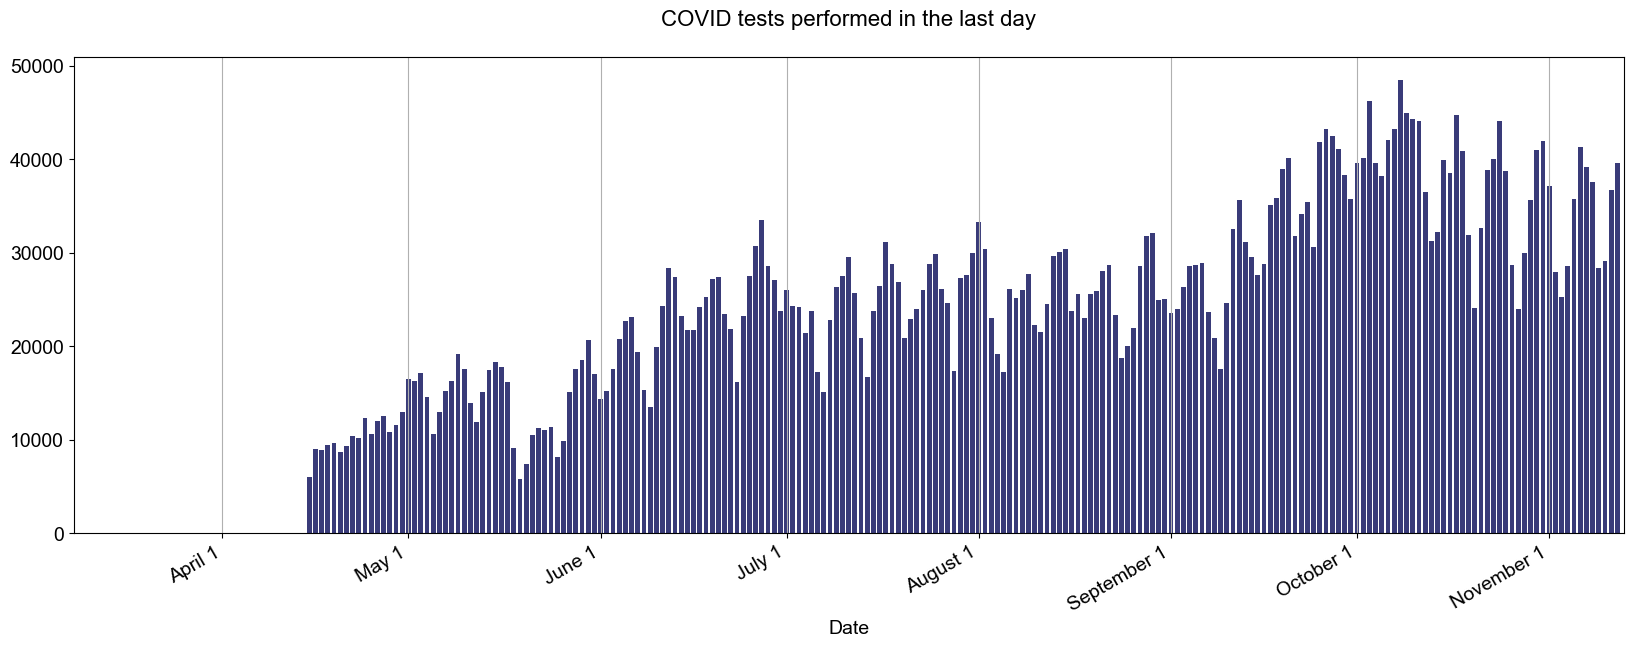 COVID tests performed in the last day
50000
40000
30000
20000
10000
0
April 1
May 1
June 1
July 1
August 1
September 1
October 1
November 1
Date